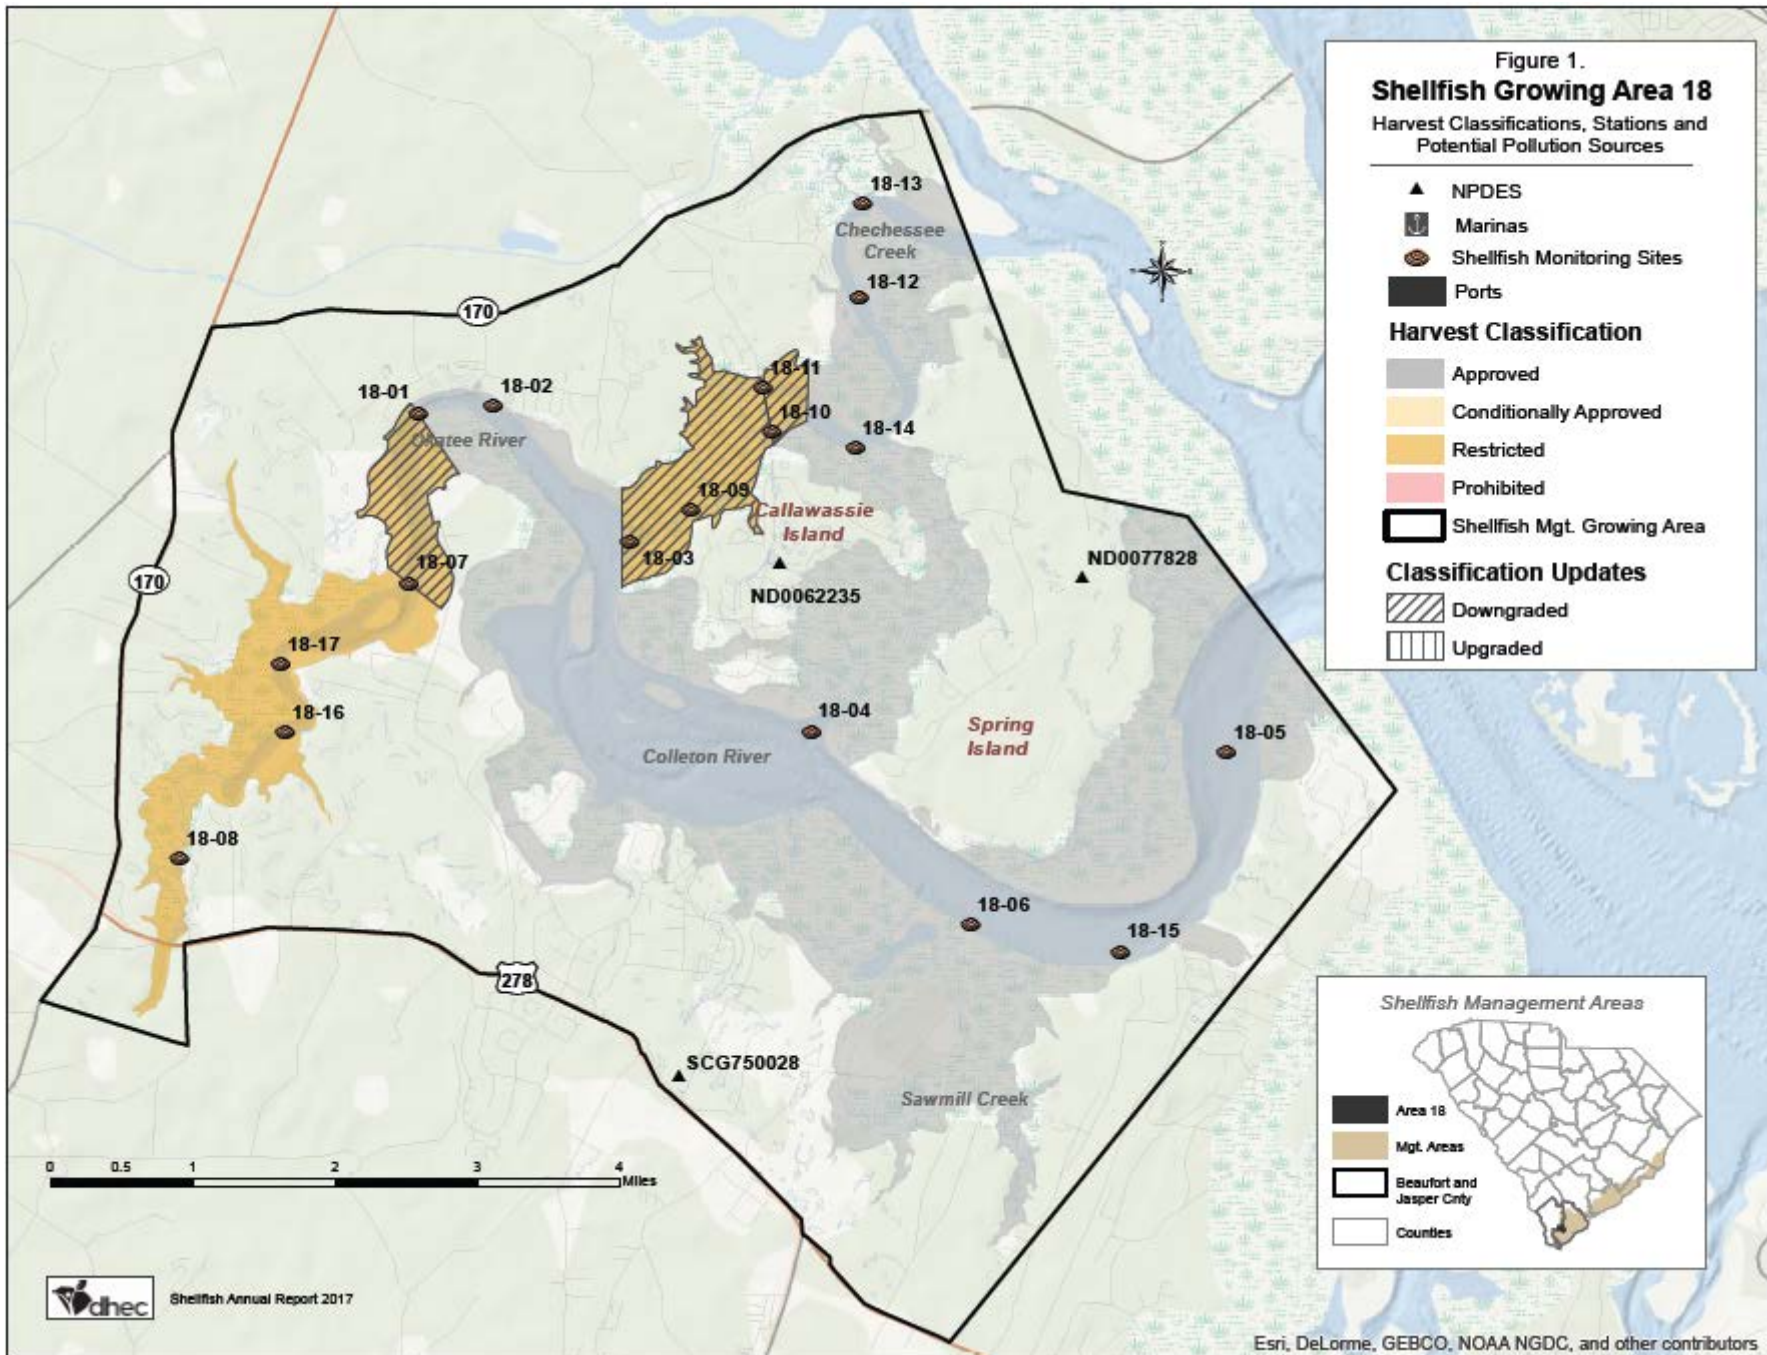 Figure 1.
Shellfish Growing Area 18
Harvest Classifications, Stations and
Potential Pollution Sources
NPDES
Marinas
Shellfish Monitoring Sites
Ports
Harvest Classification
Approved
Conditionally Approved
Restricted
Prohibited
Shellfish Mgt. Growing Area
Classification Updates
Downgraded
Upgraded
18-13
Chechessee
Creek
18-12
170
18-11
18-01
18-02
18-10
Okatee River
18-14
18-09
Callawassie
Island
18-03
18-07
ND0077828
170
ND0062235
18-17
18-16
18-04
Spring
Island
18-05
Colleton River
18-08
18-06
18-15
278
SCG750028
Sawmill Creek
0 0.5 1 2 3 4
Miles
Shellfish Management Areas
Area 18
Mgt. Areas
Beaufort and
Jasper Cnty
Counties
dhec
Shellfish Annual Report 2017
Esri, DeLorme, GEBCO, NOAA NGDC, and other contributors